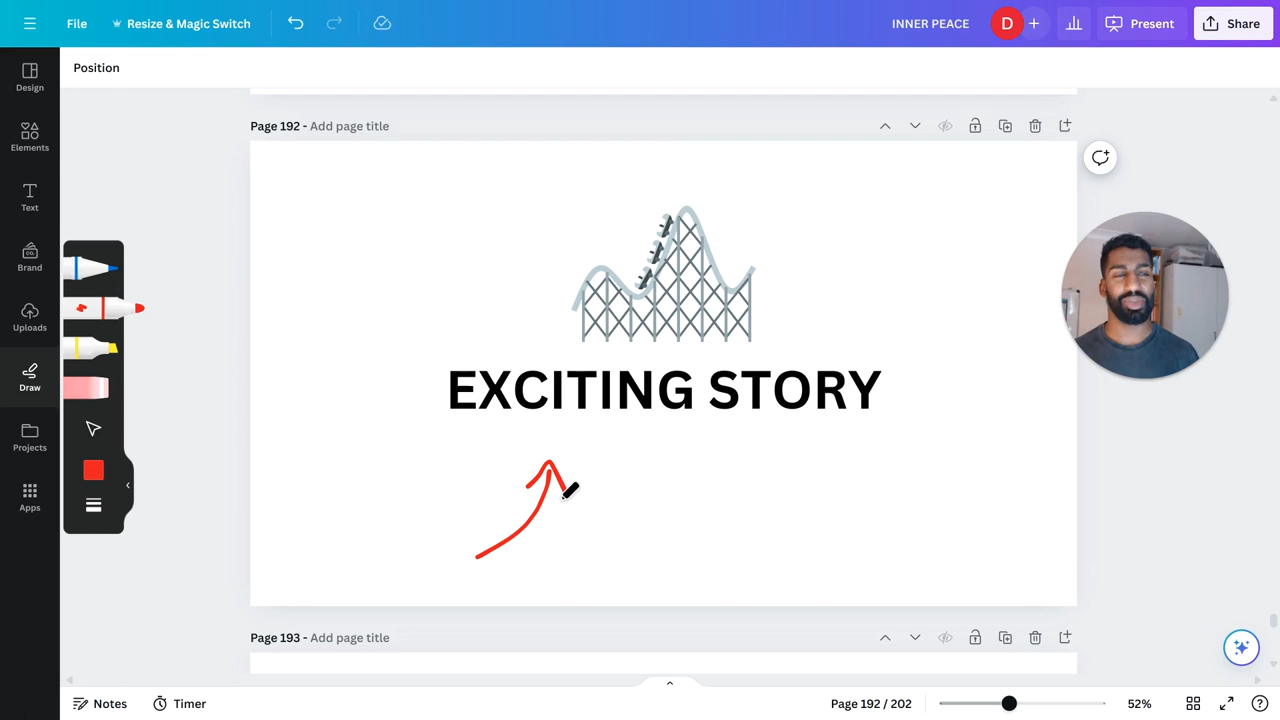 File
Resize & Magic Switch
INNER PEACE
D
Present
Share
Position
Design
Elements
Text
Brand
Uploads
Draw
Projects
Apps
CO.
Page 192 - Add page title
EXCITING STORY
Page 193 - Add page title
Notes
Timer
Page 192 / 202
52%